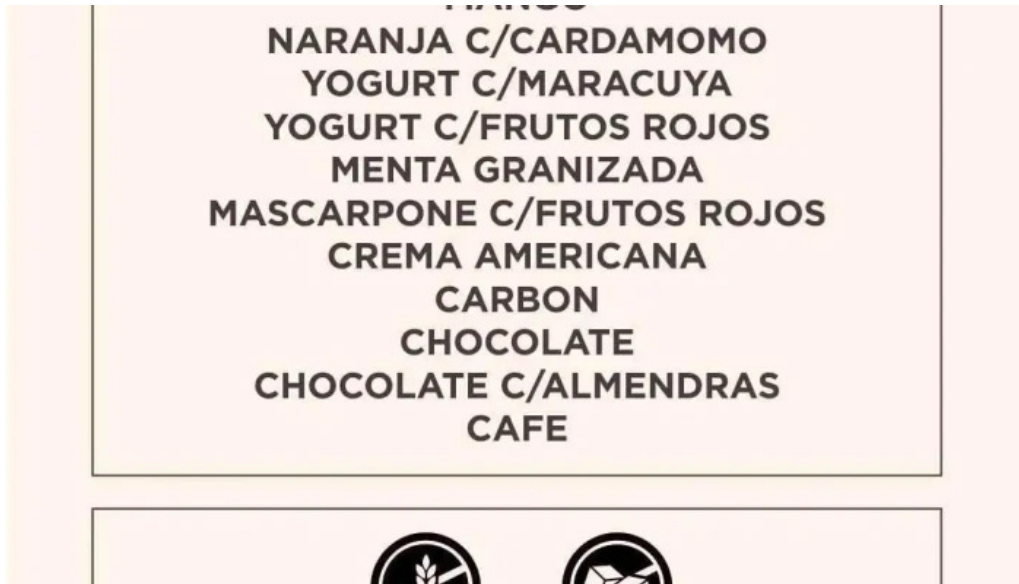 NARANJA C/CARDAMOMO
YOGURT C/MARACUYA
YOGURT C/FRUTOS ROJOS
MENTA GRANIZADA
MASCARPONE C/FRUTOS ROJOS
CREMA AMERICANA
CARBON
CHOCOLATE
CHOCOLATE C/ALMENDRAS
CAFE